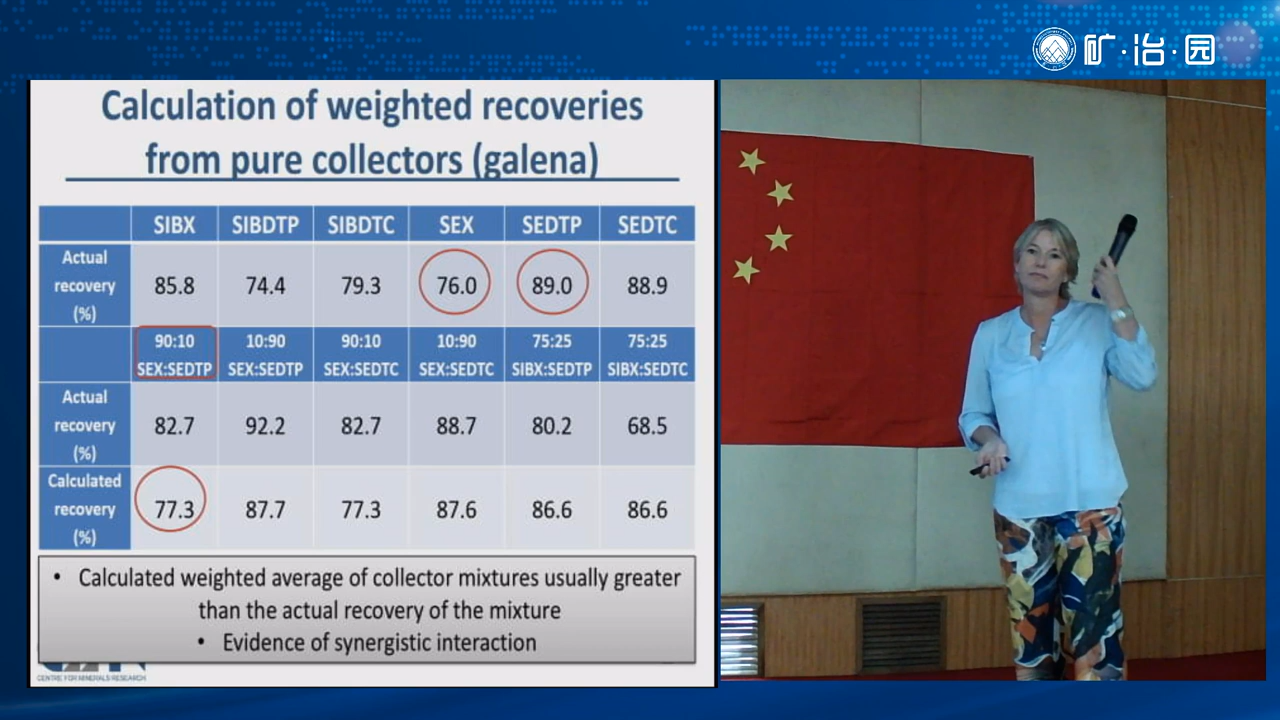 矿·冶·园
Calculation of weighted recoveries
from pure collectors (galena)
SIBX SIBDTP SIBDTC SEX SEDTP SEDTC
Actual recovery (%) 85.8 74.4 79.3 76.0 89.0 88.9
90:10 SEX:SEDTP 10:90 SEX:SEDTP 90:10 SEX:SEDTC 10:90 SEX:SEDTC 75:25 SIBX:SEDTP 75:25 SIBX:SEDTC
Actual recovery (%) 82.7 92.2 82.7 88.7 80.2 68.5
Calculated recovery (%) 77.3 87.7 77.3 87.6 86.6 86.6
• Calculated weighted average of collector mixtures usually greater
than the actual recovery of the mixture
• Evidence of synergistic interaction
CENTRE FOR MINERALS RESEARCH